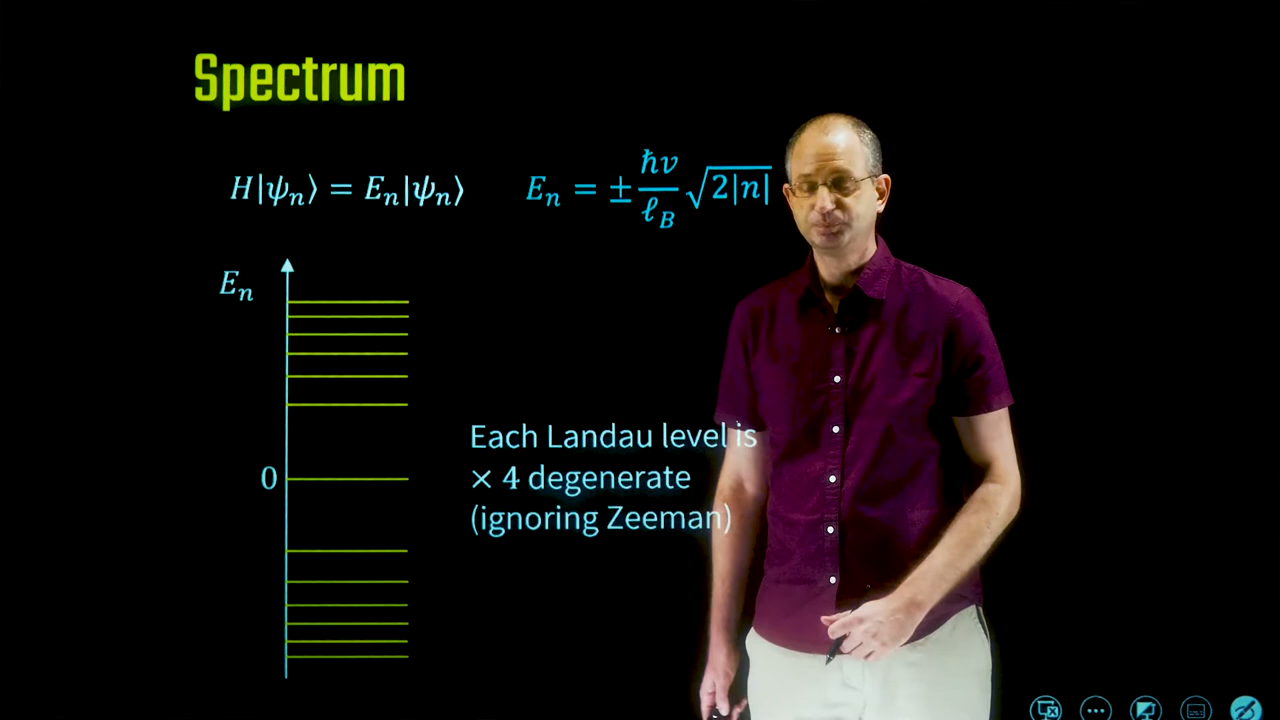 Spectrum
H|ψₙ⟩ = Eₙ|ψₙ⟩
Eₙ = ± ħv/ℓ_B √2|n|
Eₙ
0
Each Landau level is
× 4 degenerate
(ignoring Zeeman)